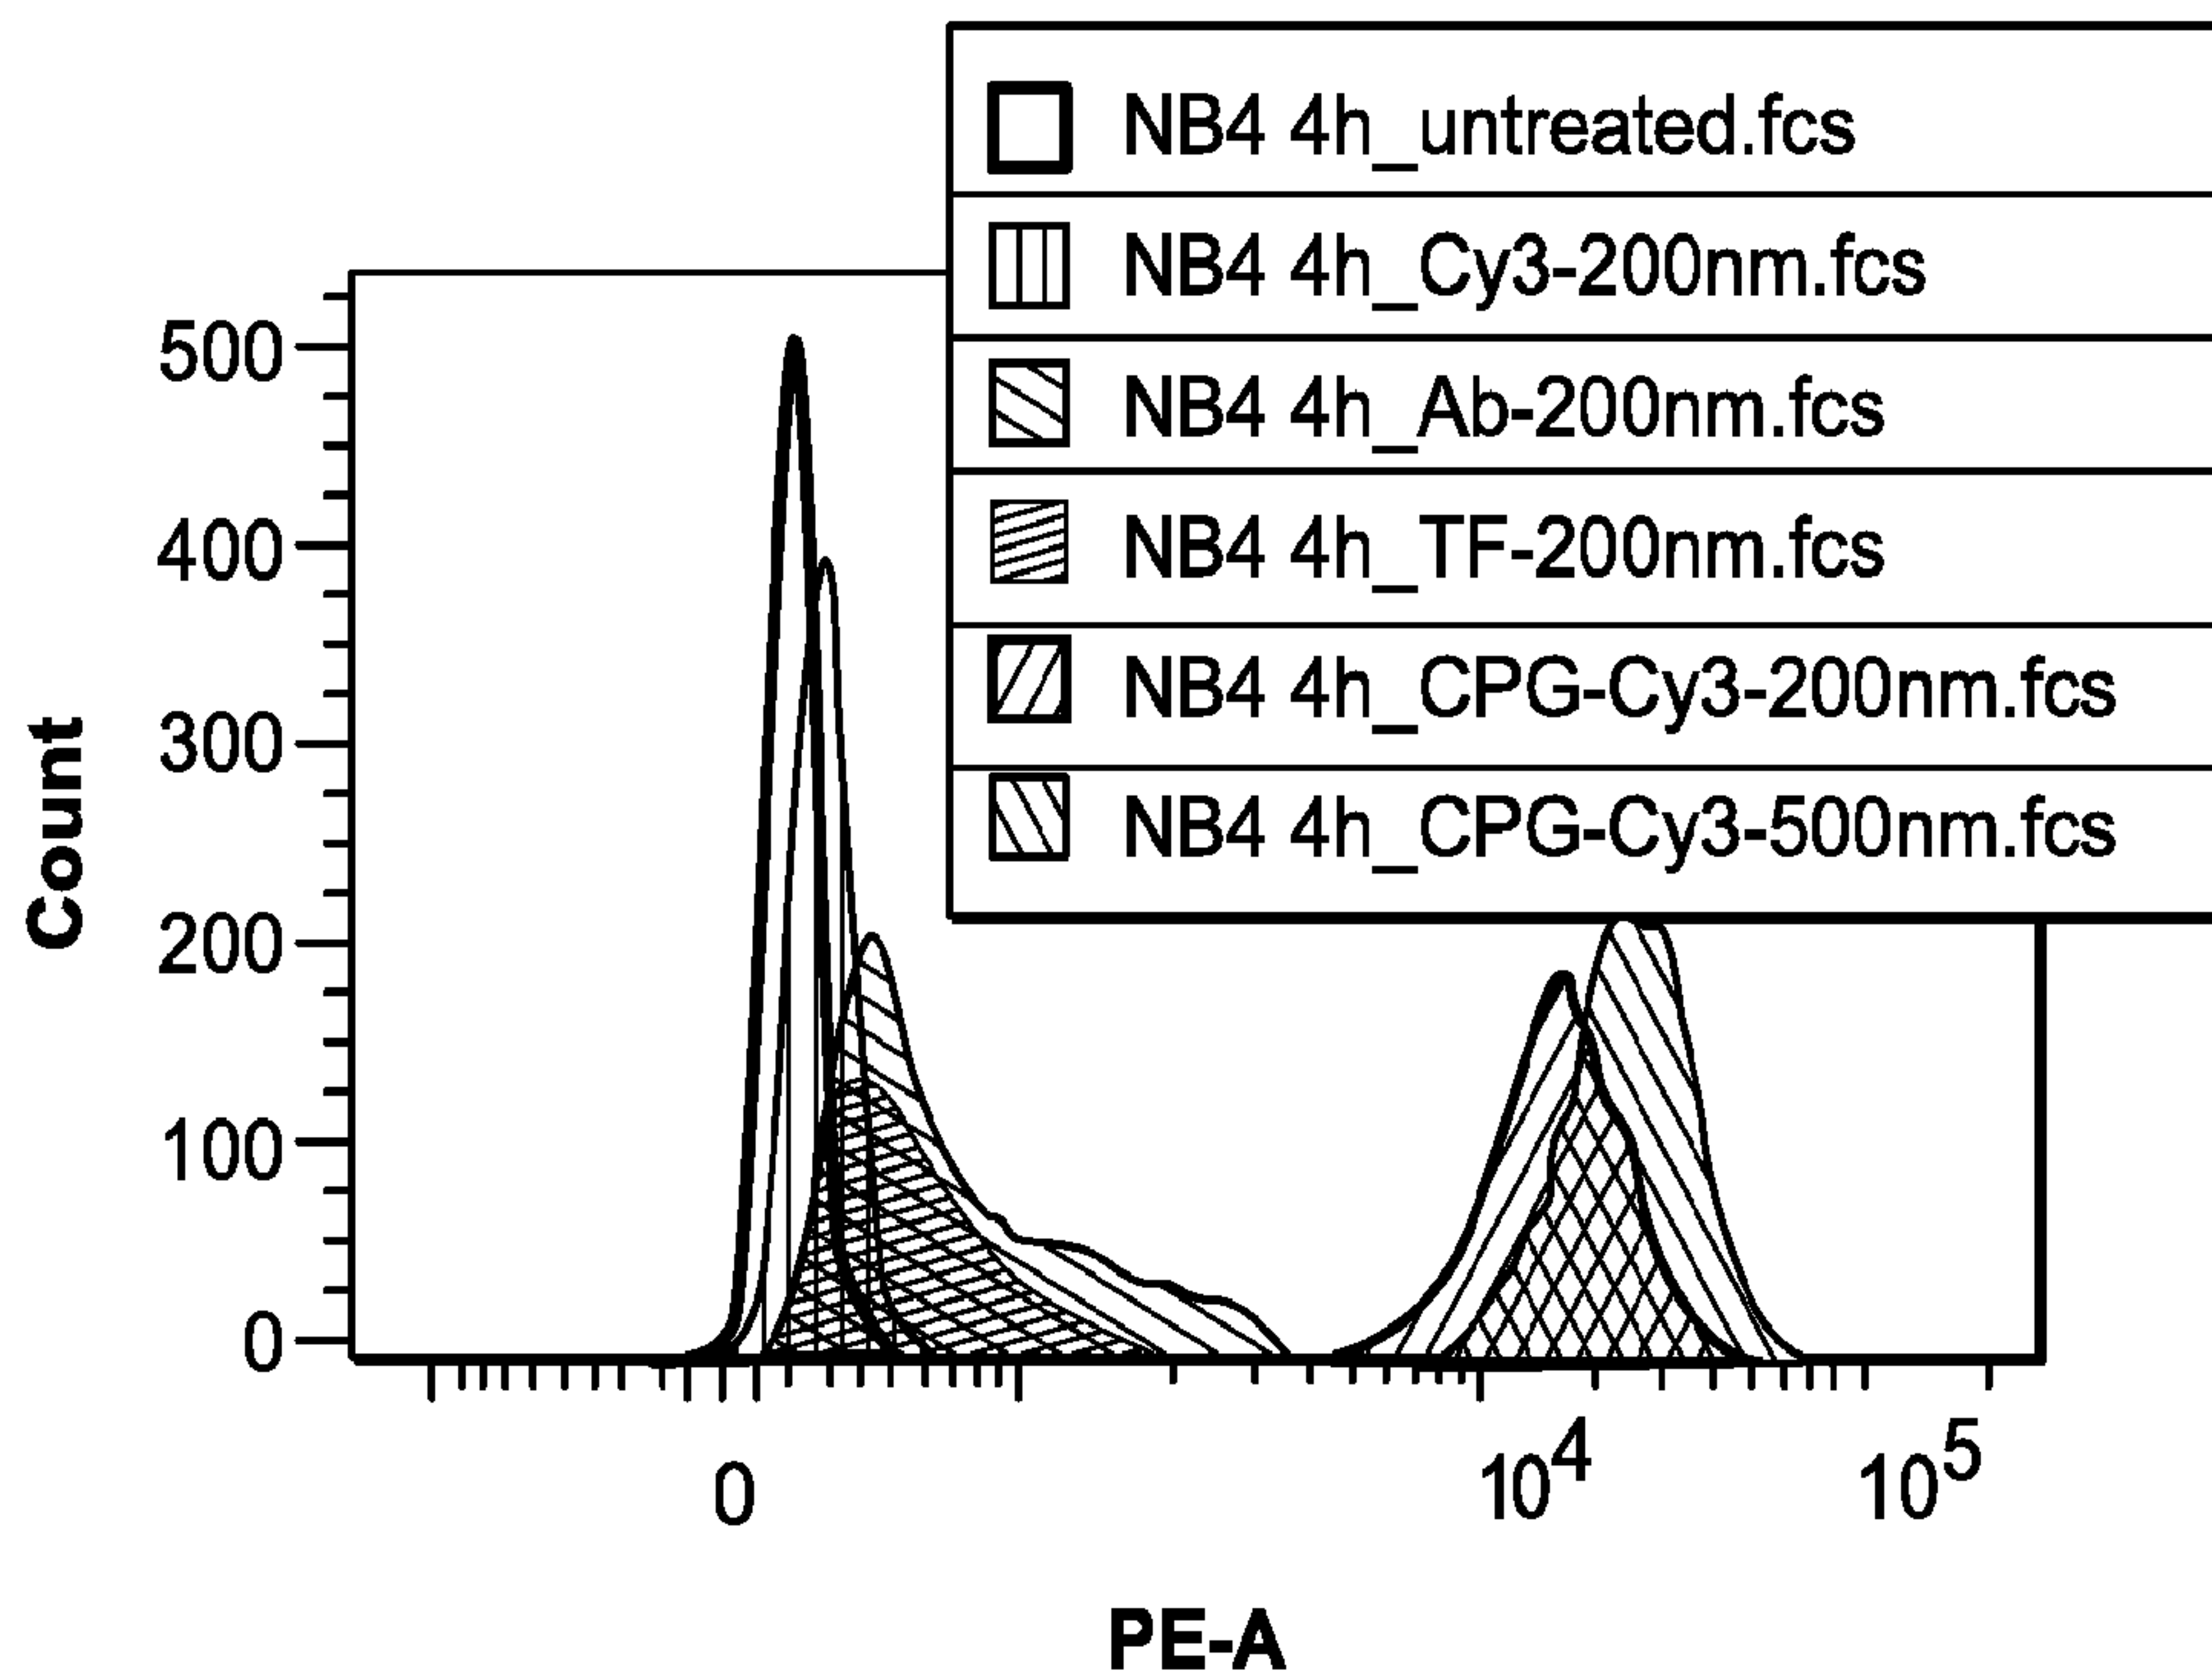 NB4 4h_untreated.fcs
NB4 4h_Cy3-200nm.fcs
NB4 4h_Ab-200nm.fcs
NB4 4h_TF-200nm.fcs
NB4 4h_CPG-Cy3-200nm.fcs
NB4 4h_CPG-Cy3-500nm.fcs
Count
500
400
300
200
100
0
0
10^4
10^5
PE-A